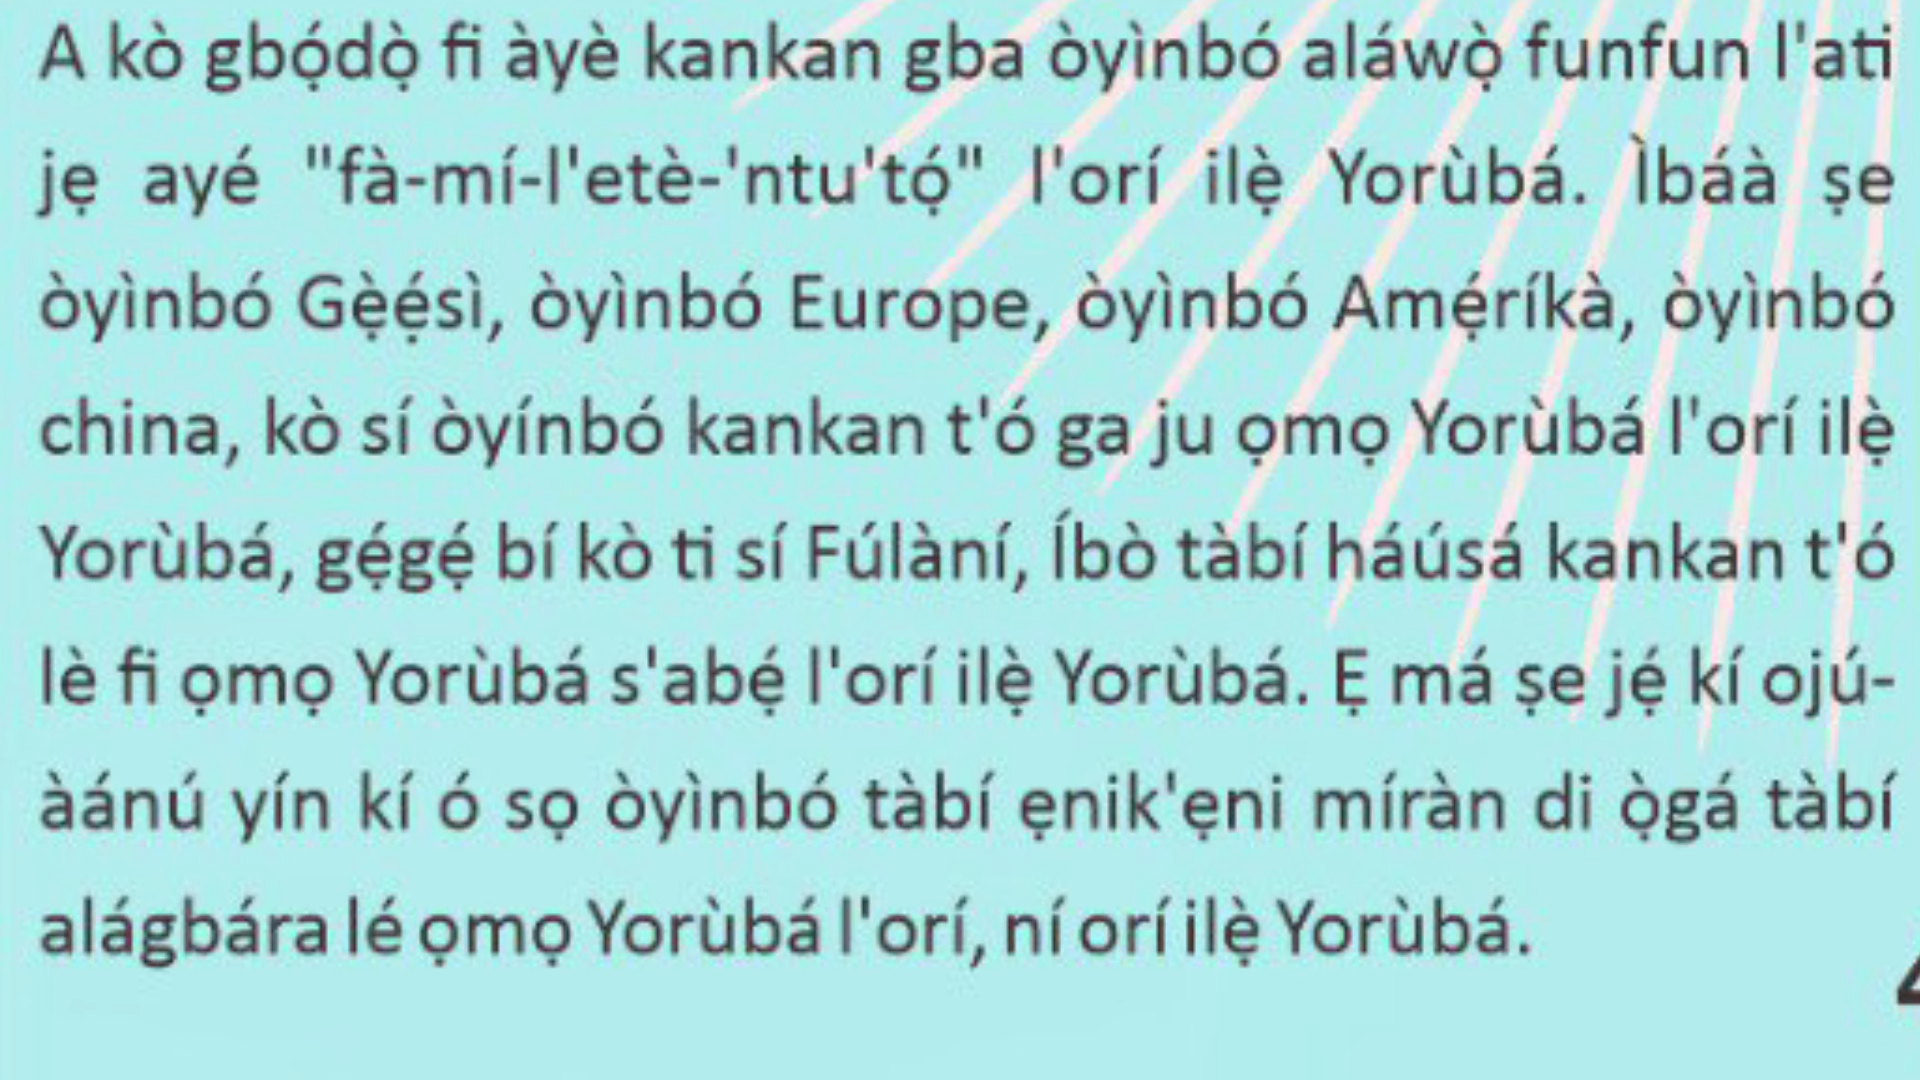 A kò gbọ́dọ̀ fi àyè kankan gba òyìnbó aláwọ̀ funfun l'ati
jẹ ayé "fà-mí-l'etè-'ntu'tọ́" l'orí ilẹ̀ Yorùbá. Ìbáà ṣe
òyìnbó Gẹ̀ẹ́sì, òyìnbó Europe, òyìnbó Amẹ́ríkà, òyìnbó
china, kò sí òyínbó kankan t'ó ga ju ọmọ Yorùbá l'orí ilẹ̀
Yorùbá, gẹ́gẹ́ bí kò ti sí Fúlàní, Íbò tàbí háúsá kankan t'ó
lè fi ọmọ Yorùbá s'abẹ́ l'orí ilẹ̀ Yorùbá. Ẹ má ṣe jẹ́ kí ojú-
àánú yín kí ó sọ òyìnbó tàbí ẹnik'ẹni míràn di ọ̀gá tàbí
alágbára lé ọmọ Yorùbá l'orí, ní orí ilẹ̀ Yorùbá.